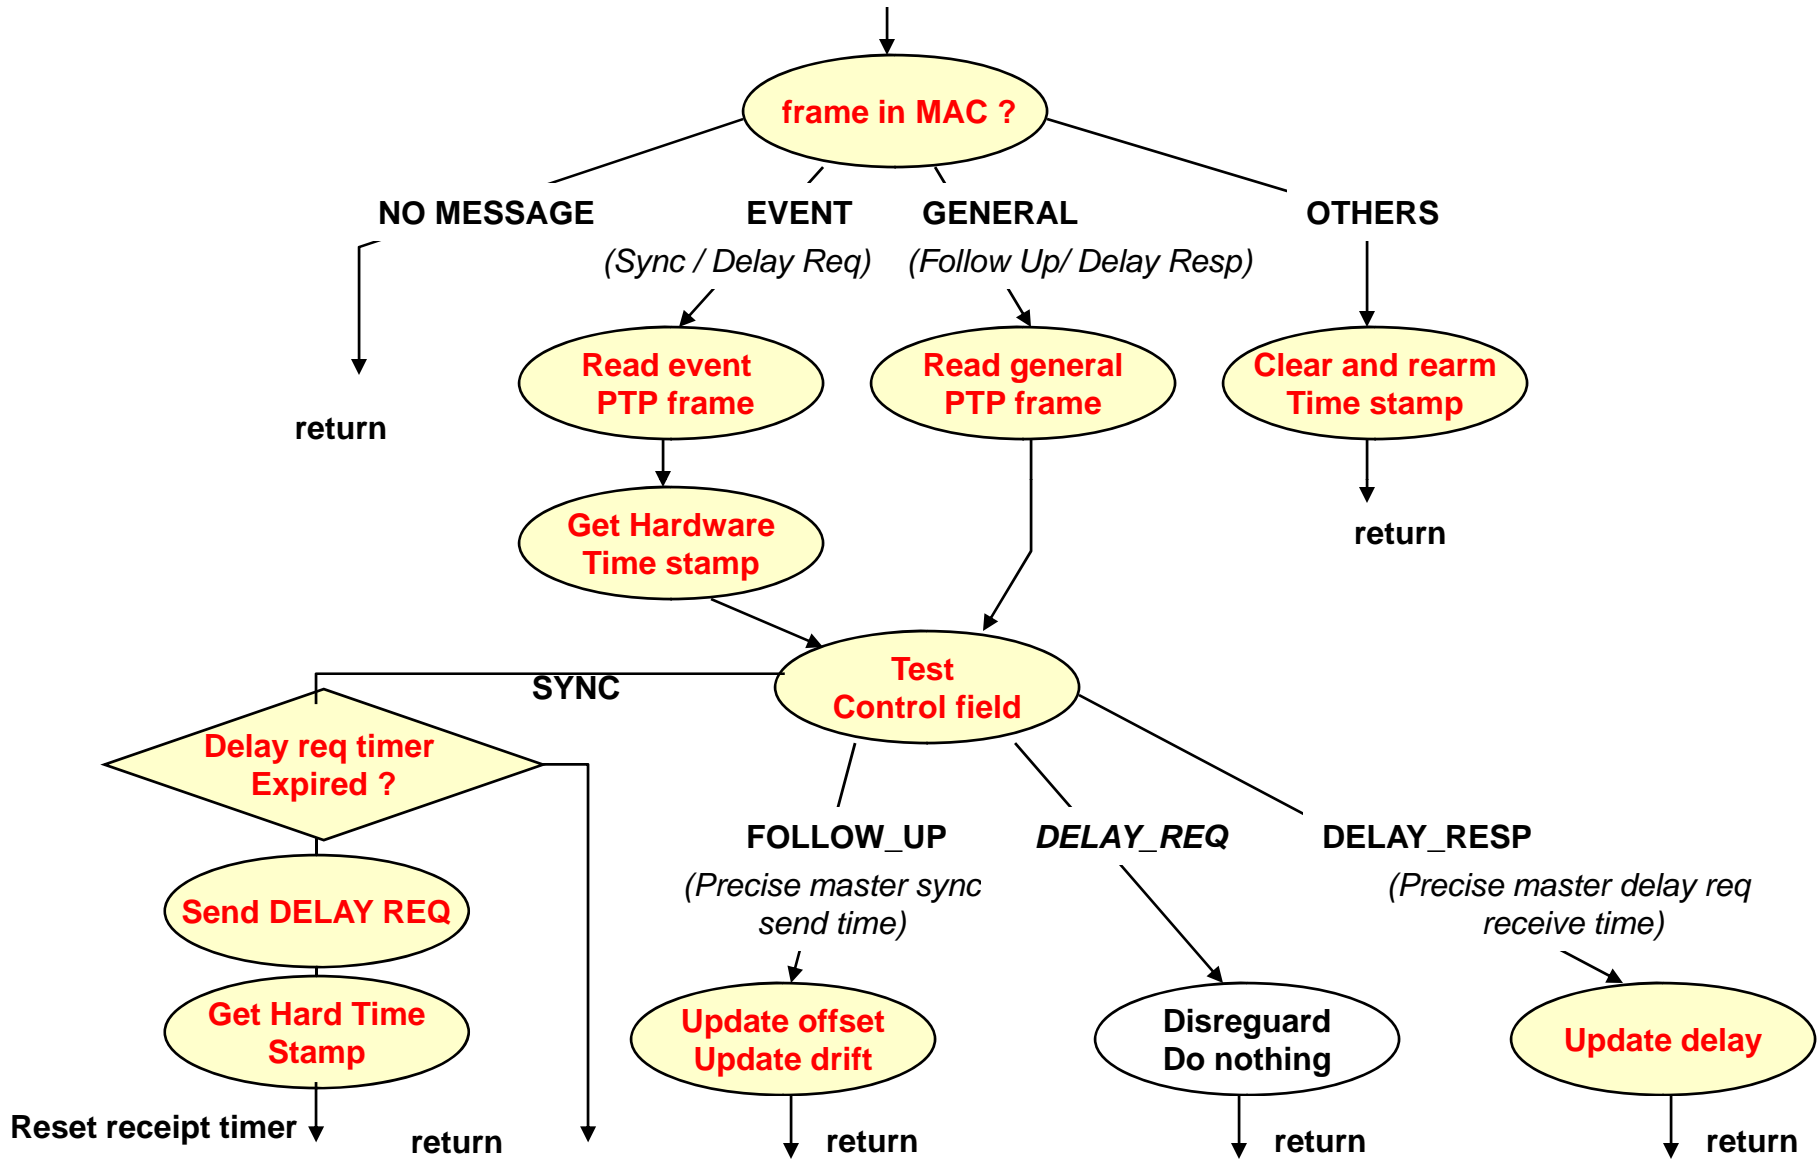 frame in MAC ?
NO MESSAGE
EVENT
GENERAL
OTHERS
(Sync / Delay Req)
(Follow Up/ Delay Resp)
Read event
PTP frame
Read general
PTP frame
Clear and rearm
Time stamp
return
Get Hardware
Time stamp
return
Test
Control field
SYNC
Delay req timer
Expired ?
FOLLOW_UP
DELAY_REQ
DELAY_RESP
(Precise master sync
send time)
(Precise master delay req
receive time)
Send DELAY REQ
Get Hard Time
Stamp
Update offset
Update drift
Disreguard
Do nothing
Update delay
Reset receipt timer
return
return
return
return